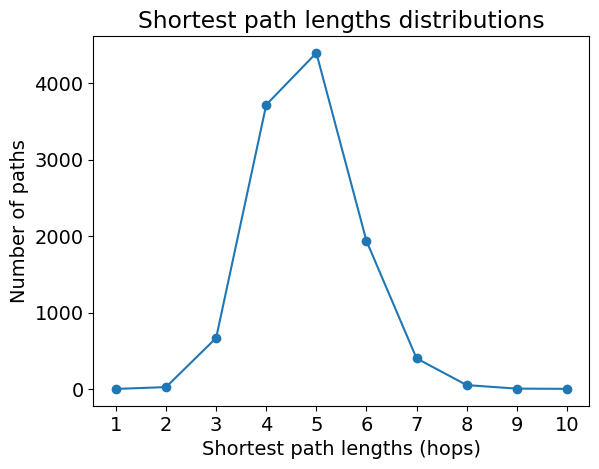 Shortest path lengths distributions
Number of paths
4000
3000
2000
1000
0
1 2 3 4 5 6 7 8 9 10
Shortest path lengths (hops)